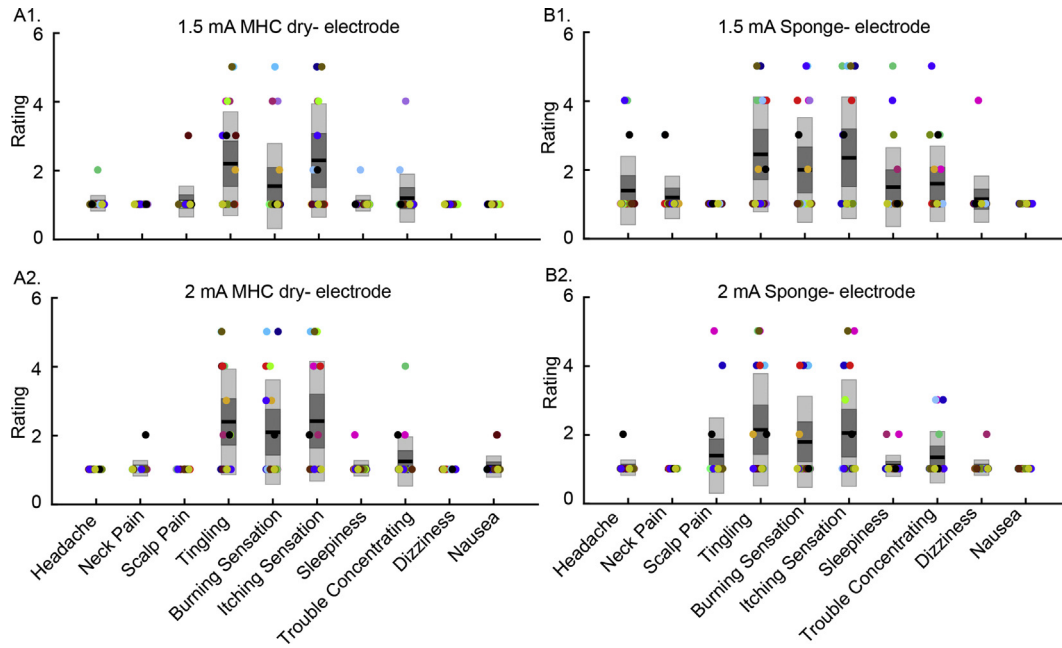 A1.
1.5 mA MHC dry- electrode
6
4
2
0
Rating
B1.
1.5 mA Sponge- electrode
6
4
2
0
Rating
A2.
2 mA MHC dry- electrode
6
4
2
0
Rating
Headache
Neck Pain
Scalp Pain
Tingling
Burning Sensation
Itching Sensation
Sleepiness
Trouble Concentrating
Dizziness
Nausea
B2.
2 mA Sponge- electrode
6
4
2
0
Rating
Headache
Neck Pain
Scalp Pain
Tingling
Burning Sensation
Itching Sensation
Sleepiness
Trouble Concentrating
Dizziness
Nausea